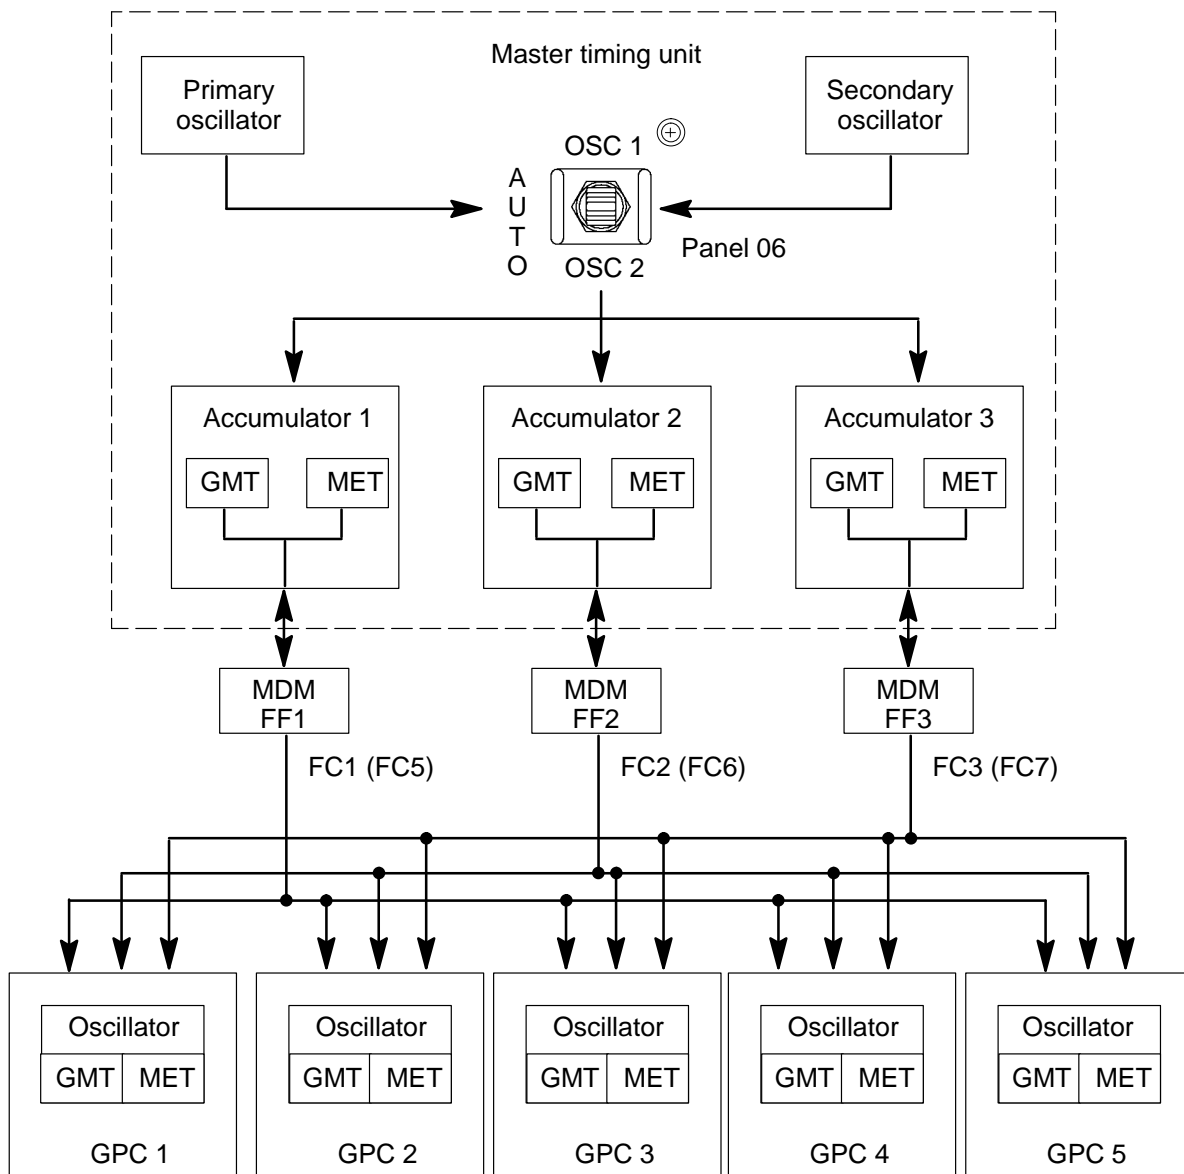 Master timing unit
Primary
oscillator
Secondary
oscillator
OSC 1
AUTO
OSC 2
Panel 06
Accumulator 1
GMT MET
Accumulator 2
GMT MET
Accumulator 3
GMT MET
MDM
FF1
MDM
FF2
MDM
FF3
FC1 (FC5)
FC2 (FC6)
FC3 (FC7)
Oscillator
GMT MET
GPC 1
Oscillator
GMT MET
GPC 2
Oscillator
GMT MET
GPC 3
Oscillator
GMT MET
GPC 4
Oscillator
GMT MET
GPC 5